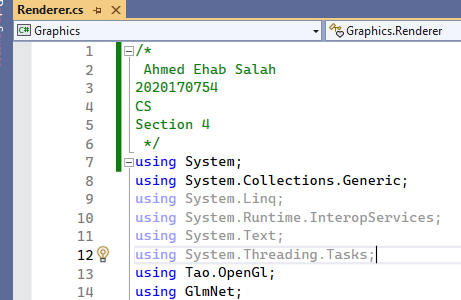 Renderer.cs
Graphics
Graphics.Renderer
1 /*
2 Ahmed Ehab Salah
3 2020170754
4 CS
5 Section 4
6 */
7 using System;
8 using System.Collections.Generic;
9 using System.Linq;
10 using System.Runtime.InteropServices;
11 using System.Text;
12 using System.Threading.Tasks;
13 using Tao.OpenGl;
14 using GlmNet;